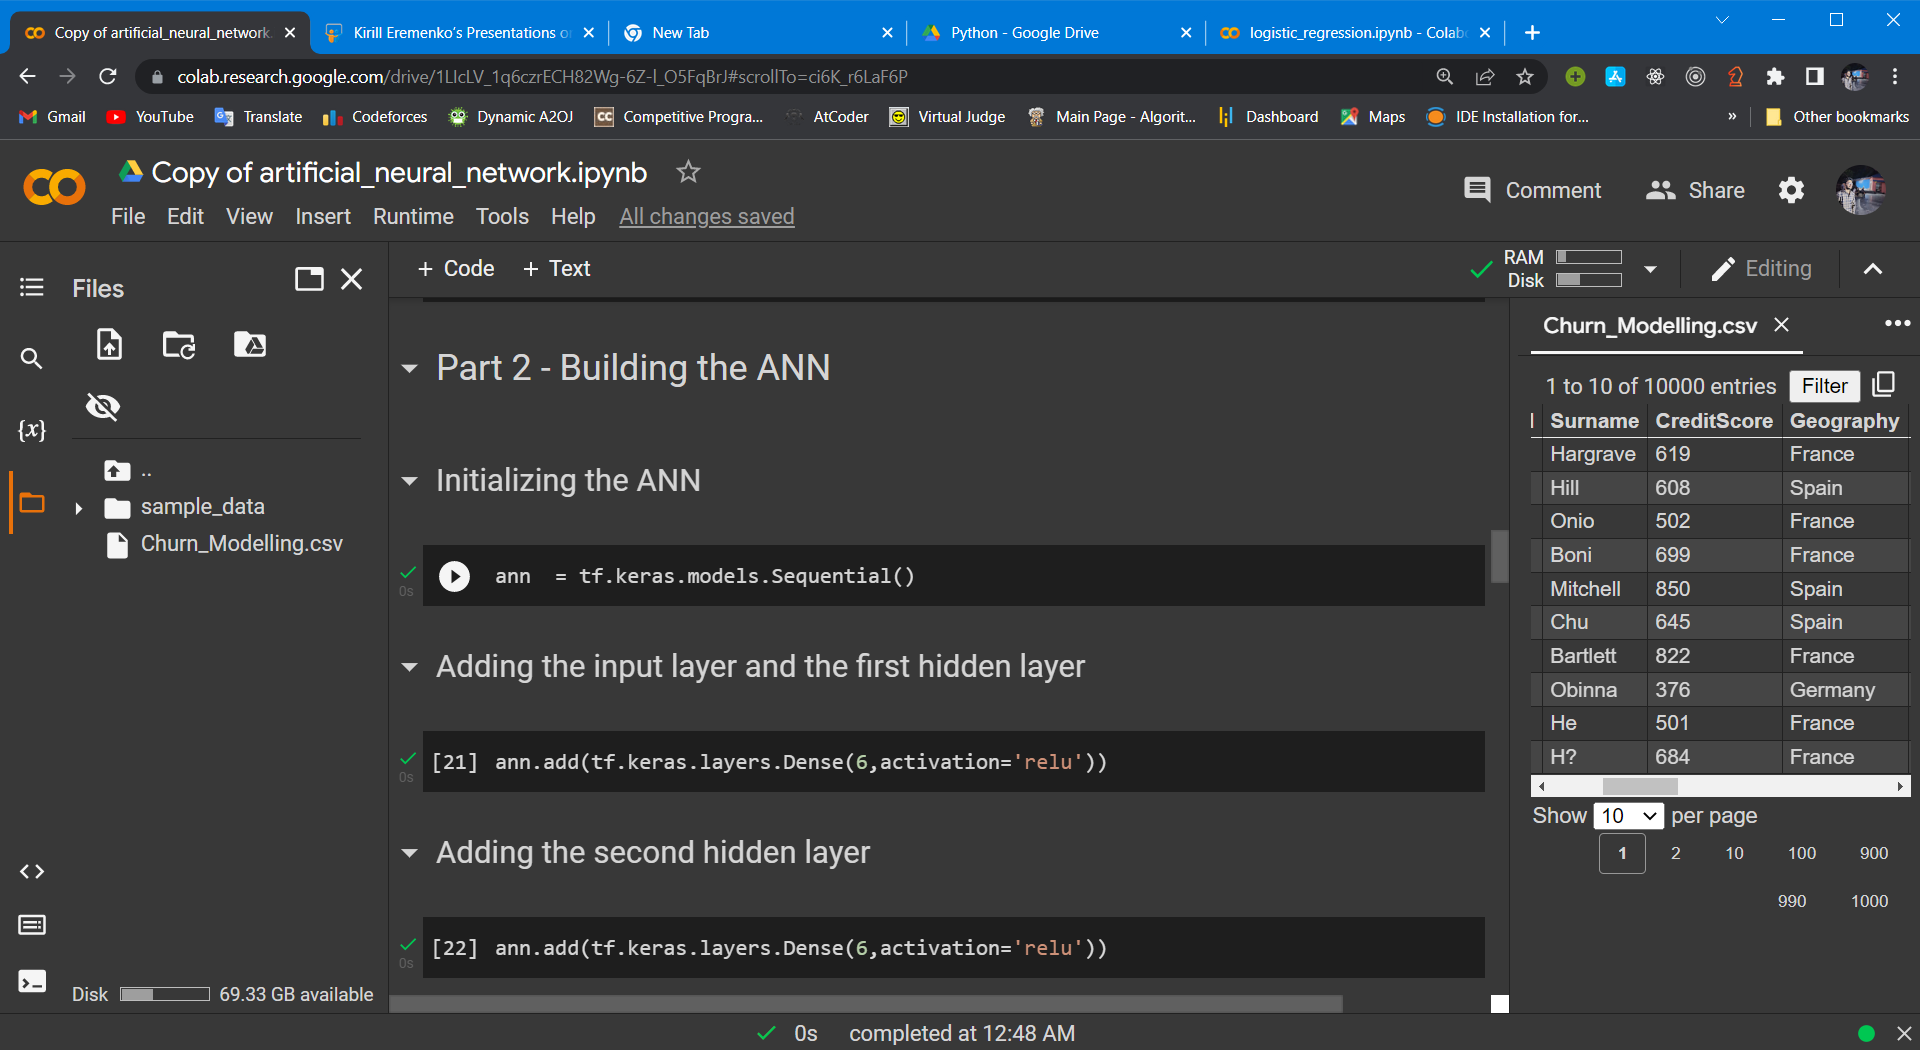 Copy of artificial_neural_network.
Kirill Eremenko's Presentations on
New Tab
Python - Google Drive
logistic_regression.ipynb - Colab
colab.research.google.com/drive/1LIcLV_1q6czrECH82Wg-6Z-l_O5FqBrJ#scrollTo=ci6K_r6LaF6P
Gmail
YouTube
Translate
Codeforces
Dynamic A2OJ
CC
Competitive Progra...
AtCoder
Virtual Judge
Main Page - Algorit...
Dashboard
Maps
IDE Installation for...
»
Other bookmarks
Copy of artificial_neural_network.ipynb
Comment
Share
File Edit View Insert Runtime Tools Help All changes saved
Files
+ Code + Text
RAM
Disk
Editing
{x}
..
sample_data
Churn_Modelling.csv
Disk 69.33 GB available
Part 2 - Building the ANN
Initializing the ANN
0s
ann  = tf.keras.models.Sequential()
Adding the input layer and the first hidden layer
0s
[21] ann.add(tf.keras.layers.Dense(6,activation='relu'))
Adding the second hidden layer
0s
[22] ann.add(tf.keras.layers.Dense(6,activation='relu'))
Churn_Modelling.csv
1 to 10 of 10000 entries Filter
Surname CreditScore Geography
Hargrave 619 France
Hill 608 Spain
Onio 502 France
Boni 699 France
Mitchell 850 Spain
Chu 645 Spain
Bartlett 822 France
Obinna 376 Germany
He 501 France
H? 684 France
Show 10 per page
1 2 10 100 900
990 1000
0s completed at 12:48 AM